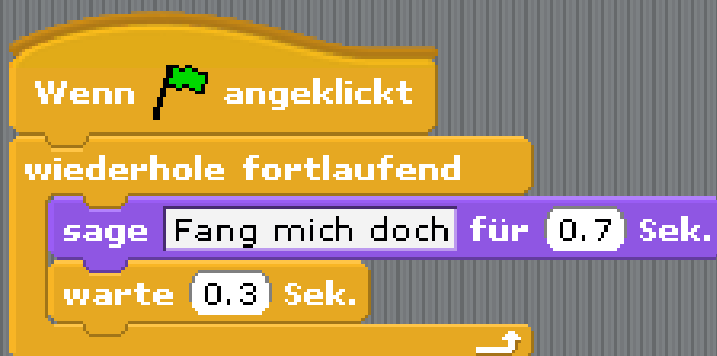 Wenn angeklickt
wiederhole fortlaufend
sage Fang mich doch für 0.7 Sek.
warte 0.3 Sek.